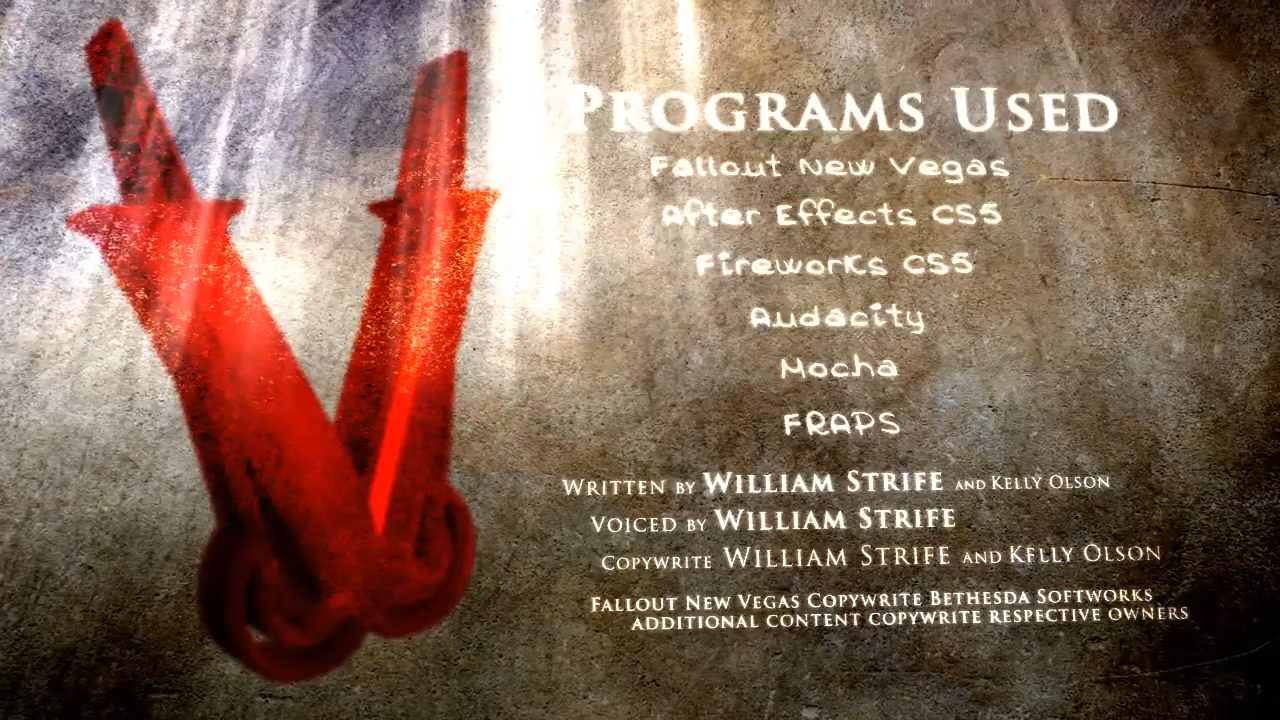 Programs Used
Fallout New Vegas
After Effects CS5
Fireworks CS5
Audacity
Mocha
FRAPS
Written by William Strife and Kelly Olson
Voiced by William Strife
Copywrite William Strife and Kelly Olson
Fallout New Vegas Copywrite Bethesda Softworks
additional content copywrite respective owners